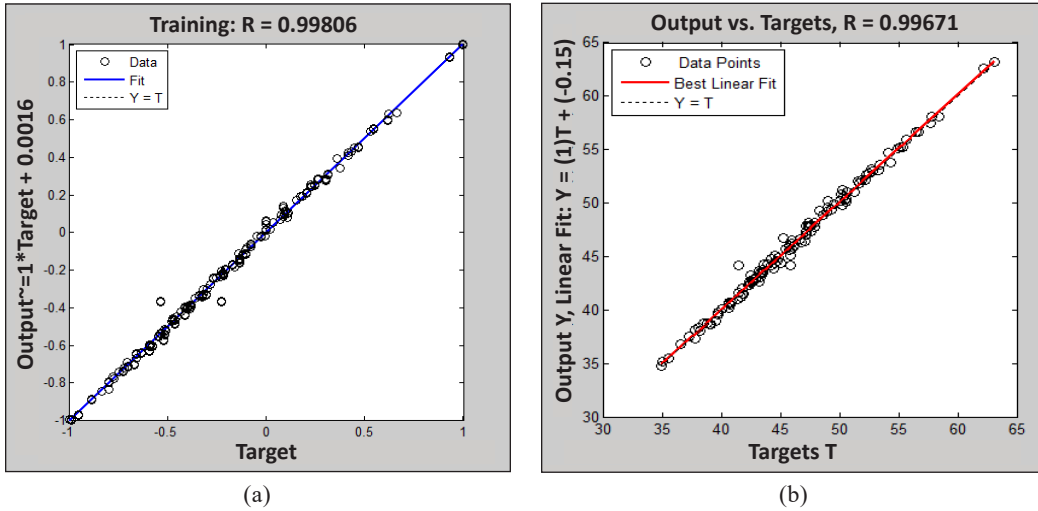 Training: R = 0.99806
Data
Fit
Y = T
Output~=1*Target + 0.0016
1
0.8
0.6
0.4
0.2
0
-0.2
-0.4
-0.6
-0.8
-1
-1
-0.5
0
0.5
1
Target
(a)
Output vs. Targets, R = 0.99671
Data Points
Best Linear Fit
Y = T
Output Y, Linear Fit: Y = (1)T + (-0.15)
65
60
55
50
45
40
35
30
30
35
40
45
50
55
60
65
Targets T
(b)